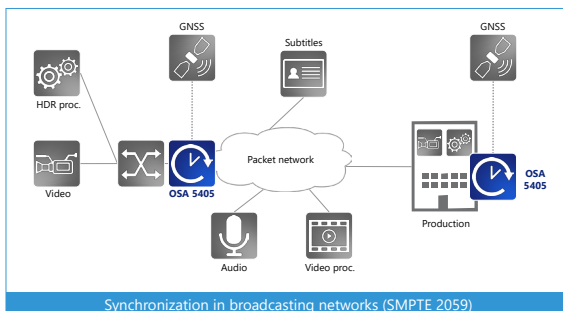 GNSS
GNSS
Subtitles
HDR proc.
Packet network
Video
OSA 5405
OSA
5405
Production
Audio
Video proc.
Synchronization in broadcasting networks (SMPTE 2059)